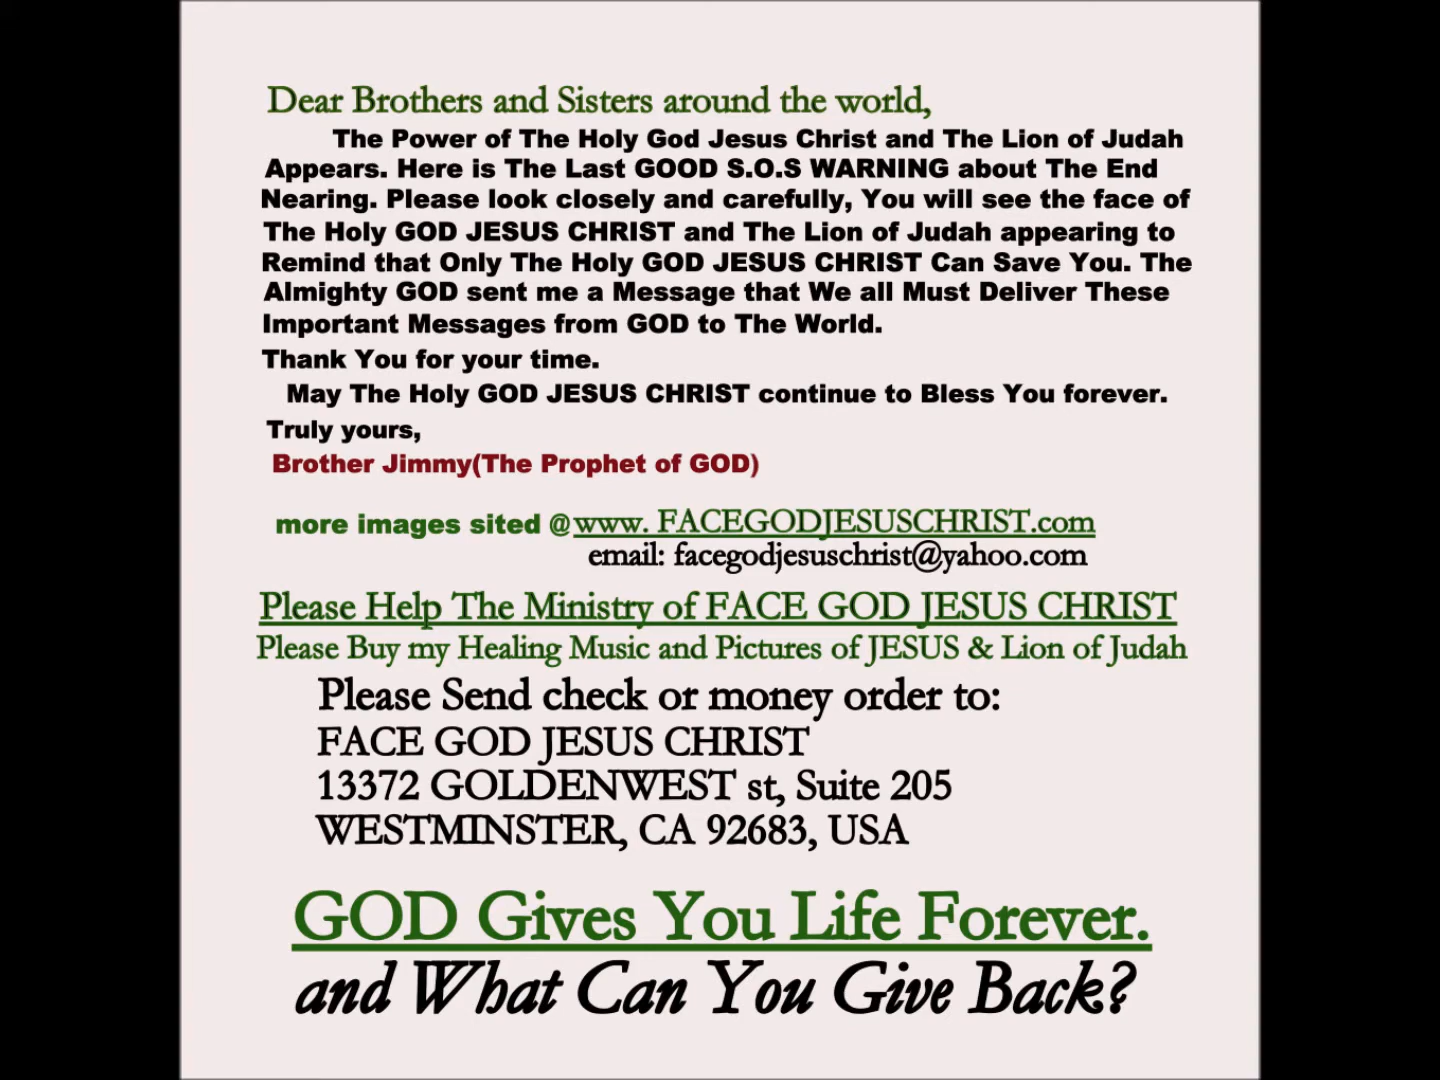 Dear Brothers and Sisters around the world,
The Power of The Holy God Jesus Christ and The Lion of Judah
Appears. Here is The Last GOOD S.O.S WARNING about The End
Nearing. Please look closely and carefully, You will see the face of
The Holy GOD JESUS CHRIST and The Lion of Judah appearing to
Remind that Only The Holy GOD JESUS CHRIST Can Save You. The
Almighty GOD sent me a Message that We all Must Deliver These
Important Messages from GOD to The World.
Thank You for your time.
May The Holy GOD JESUS CHRIST continue to Bless You forever.
Truly yours,
Brother Jimmy(The Prophet of GOD)
more images sited @www. FACEGODJESUSCHRIST.com
email: facegodjesuschrist@yahoo.com
Please Help The Ministry of FACE GOD JESUS CHRIST
Please Buy my Healing Music and Pictures of JESUS & Lion of Judah
Please Send check or money order to:
FACE GOD JESUS CHRIST
13372 GOLDENWEST st, Suite 205
WESTMINSTER, CA 92683, USA
GOD Gives You Life Forever.
and What Can You Give Back?